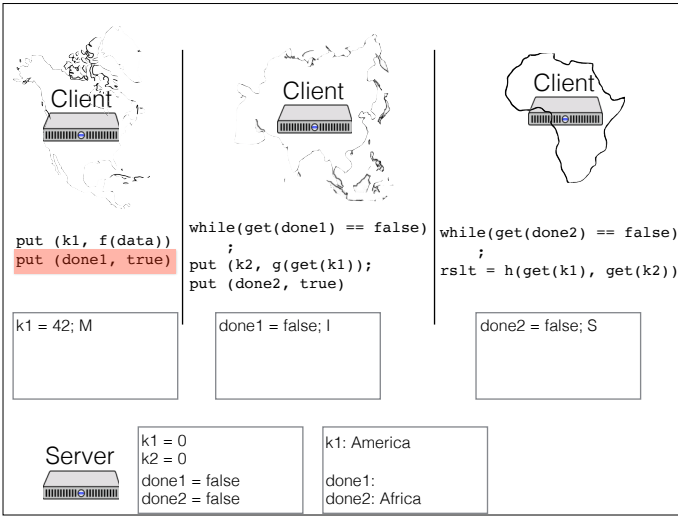 Client
Client
Client
put (k1, f(data))
put (done1, true)
while(get(done1) == false)
;
put (k2, g(get(k1));
put (done2, true)
while(get(done2) == false)
;
rslt = h(get(k1), get(k2))
k1 = 42; M
done1 = false; I
done2 = false; S
Server
k1 = 0
k2 = 0
done1 = false
done2 = false
k1: America
done1:
done2: Africa